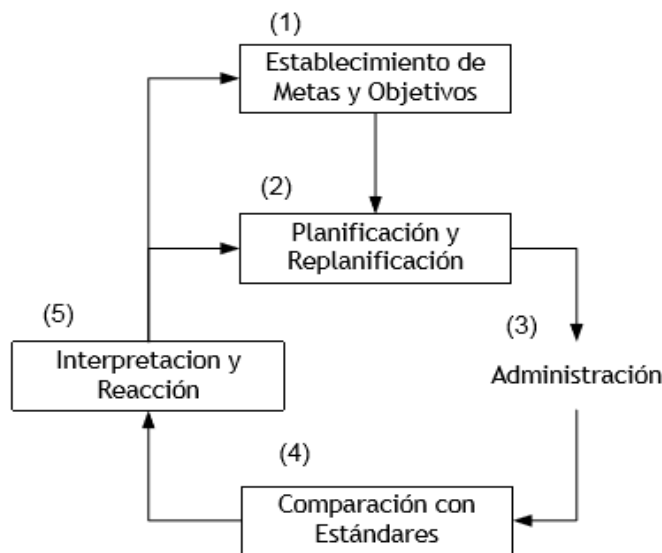 (1)
Establecimiento de
Metas y Objetivos
(2)
Planificación y
Replanificación
(3)
Administración
(4)
Comparación con
Estándares
(5)
Interpretacion y
Reacción